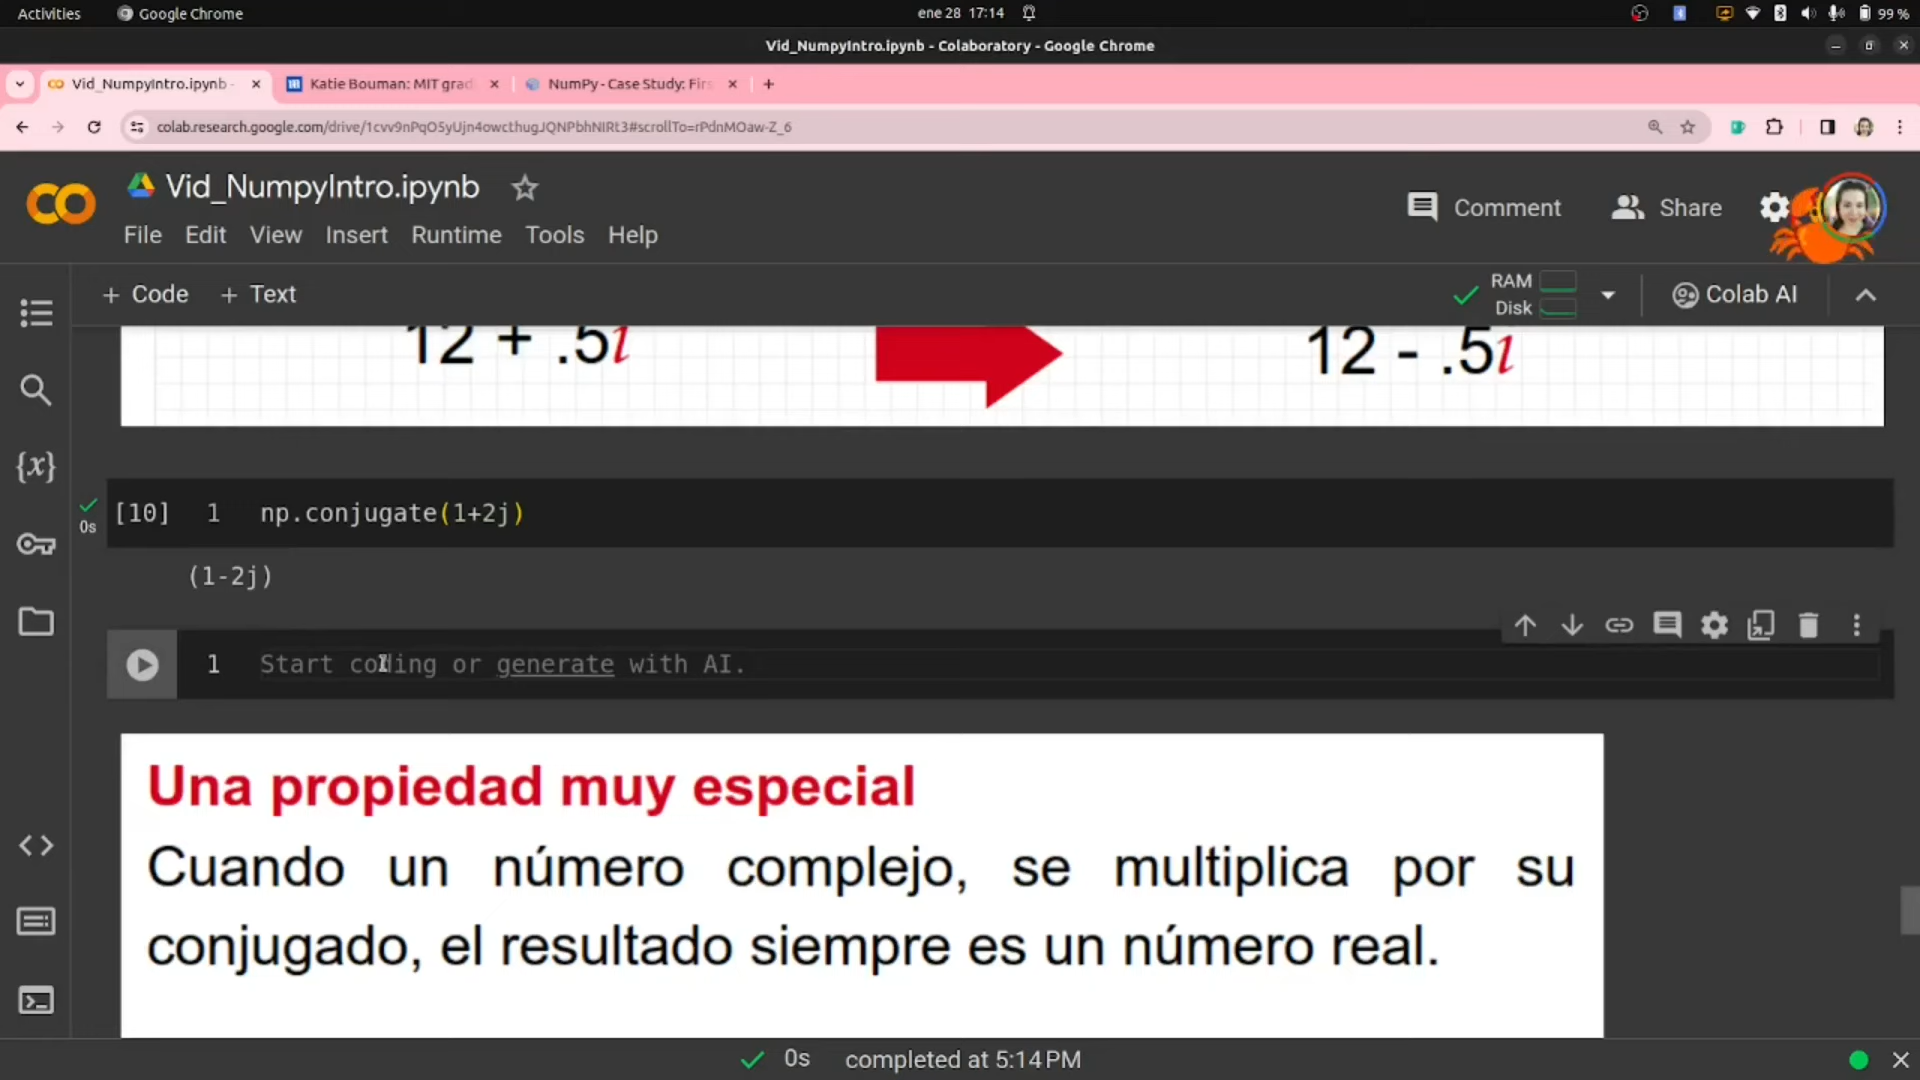 Activities Google Chrome ene 28 17:14 99 %
Vid_NumpyIntro.ipynb - Colaboratory - Google Chrome
Vid_NumpyIntro.ipynb - Katie Bouman: MIT grad NumPy - Case Study: Firs
colab.research.google.com/drive/1cvv9nPqO5yUjn4owcthugJQNPbhNIRt3#scrollTo=rPdnMOaw-Z_6
Vid_NumpyIntro.ipynb
Comment Share
File Edit View Insert Runtime Tools Help
+ Code + Text RAM Disk Colab AI
12 + .5i 12 - .5i
[10] 1 np.conjugate(1+2j)
0s
(1-2j)
1 Start coding or generate with AI.
Una propiedad muy especial
Cuando un número complejo, se multiplica por su
conjugado, el resultado siempre es un número real.
0s completed at 5:14 PM